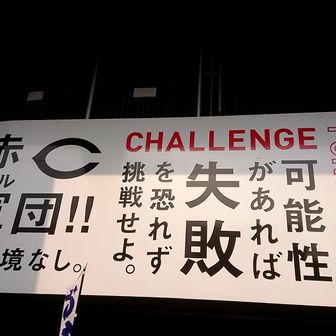 CHALLENGE
可能性
があれば
失敗
を恐れず
挑戦せよ。
赤
ル
団!!
境なし。